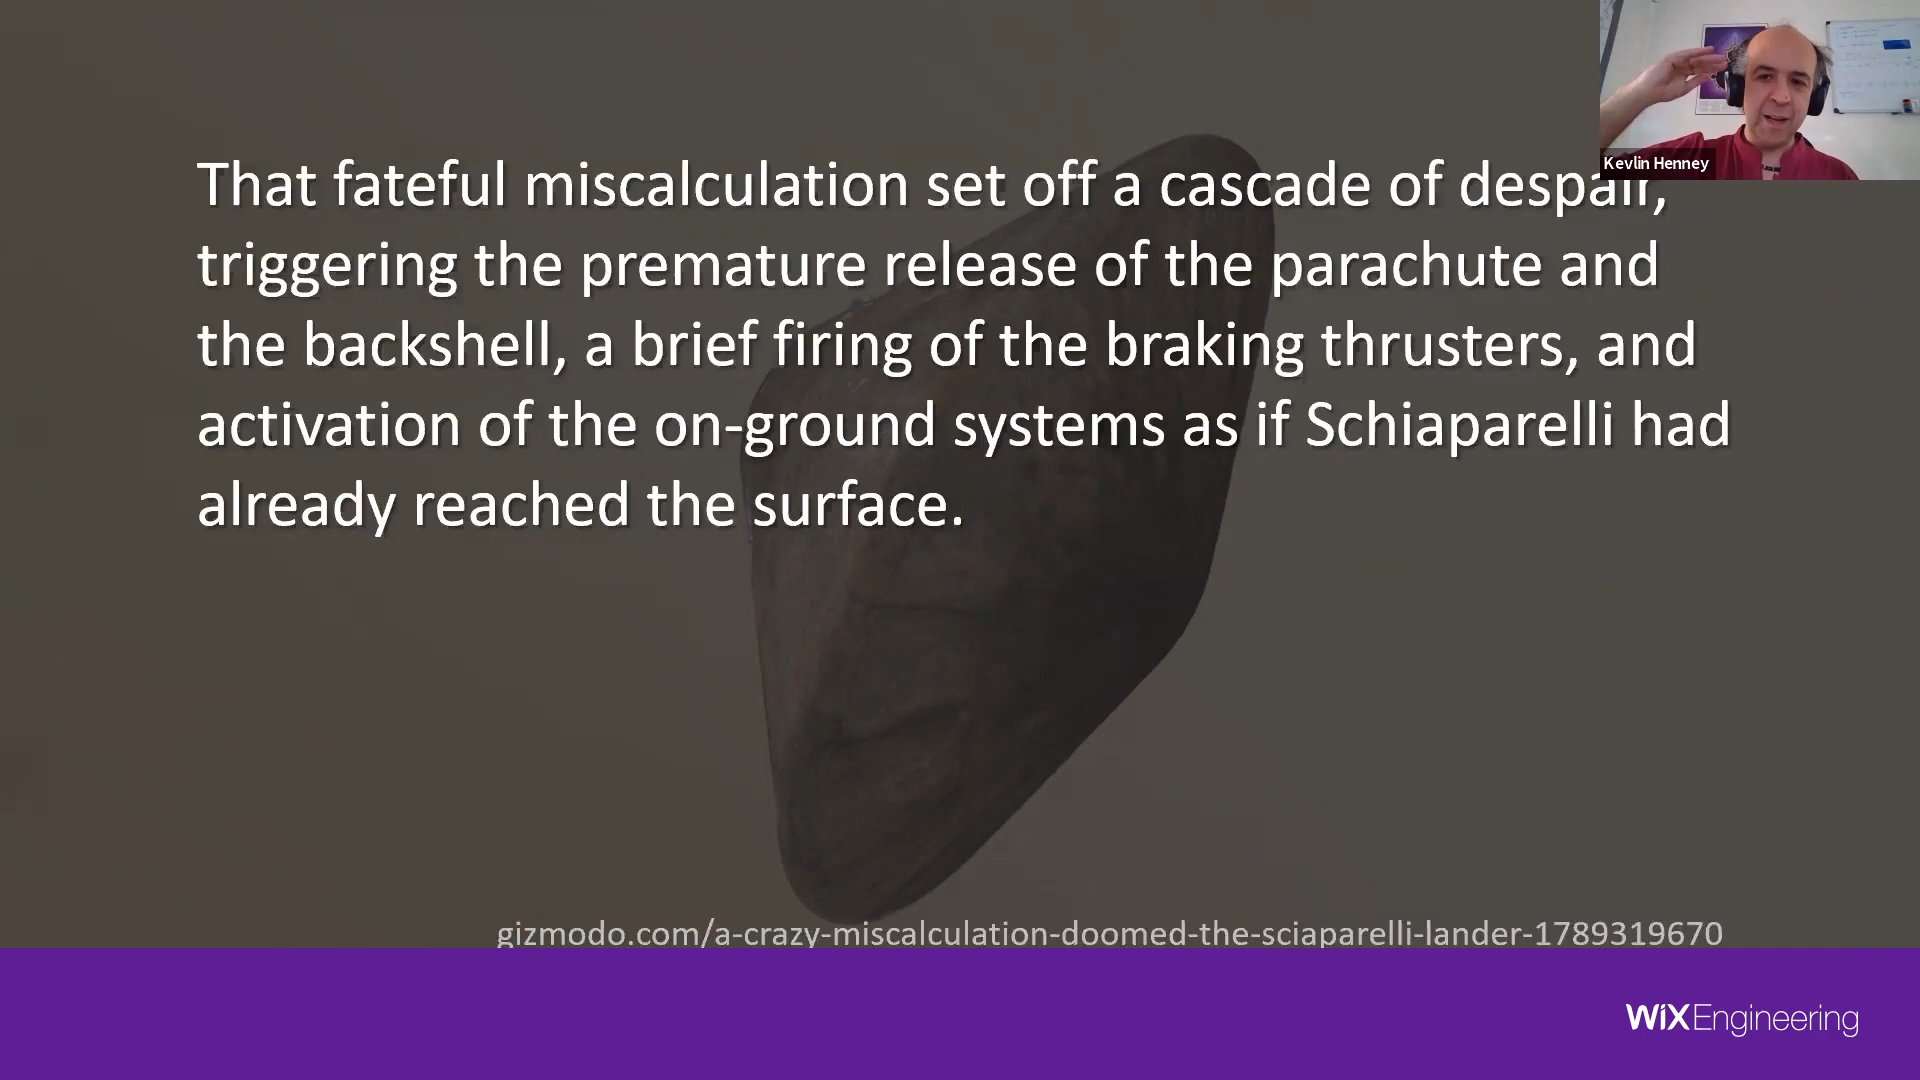 That fateful miscalculation set off a cascade of despair,
triggering the premature release of the parachute and
the backshell, a brief firing of the braking thrusters, and
activation of the on-ground systems as if Schiaparelli had
already reached the surface.
Kevlin Henney
gizmodo.com/a-crazy-miscalculation-doomed-the-sciaparelli-lander-1789319670
WiXEngineering